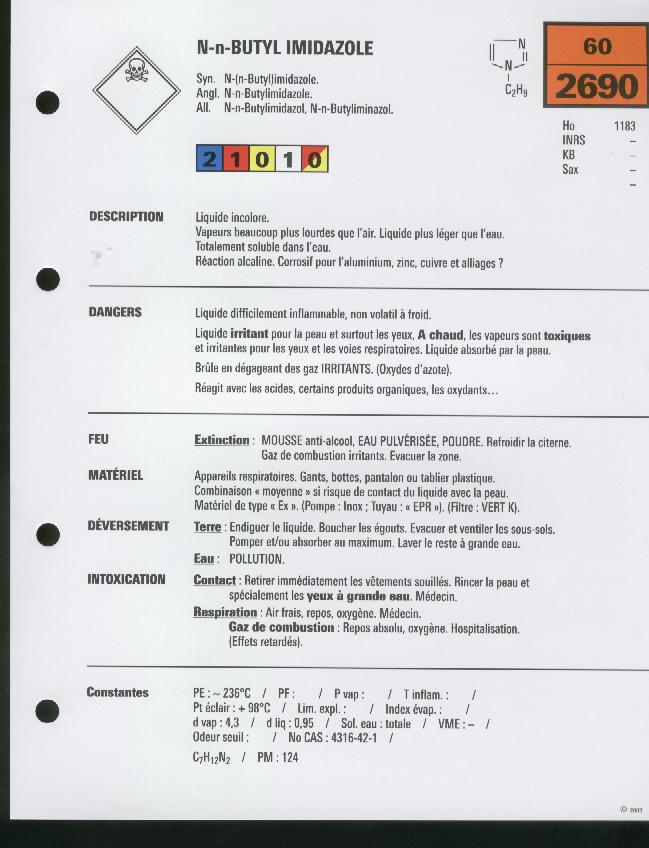 N-n-BUTYL IMIDAZOLE
Syn. N-(n-Butyl)imidazole.
Angl. N-n-Butylimidazole.
All. N-n-Butylimidazol, N-n-Butyliminazol.
N
N
C2H9
60
2690
Ho 1183
INRS –
KB –
Sax –
–
2 1 0 1 0
DESCRIPTION
Liquide incolore.
Vapeurs beaucoup plus lourdes que l'air. Liquide plus léger que l'eau.
Totalement soluble dans l'eau.
Réaction alcaline. Corrosif pour l'aluminium, zinc, cuivre et alliages ?
DANGERS
Liquide difficilement inflammable, non volatil à froid.
Liquide irritant pour la peau et surtout les yeux, A chaud, les vapeurs sont toxiques
et irritantes pour les yeux et les voies respiratoires. Liquide absorbé par la peau.
Brûle en dégageant des gaz IRRITANTS. (Oxydes d'azote).
Réagit avec les acides, certains produits organiques, les oxydants...
FEU
Extinction : MOUSSE anti-alcool, EAU PULVÉRISÉE, POUDRE. Refroidir la citerne.
Gaz de combustion irritants. Evacuer la zone.
MATÉRIEL
Appareils respiratoires. Gants, bottes, pantalon ou tablier plastique.
Combinaison « moyenne » si risque de contact du liquide avec la peau.
Matériel de type « Ex ». (Pompe : Inox ; Tuyau : « EPR »). (Filtre : VERT K).
DÉVERSEMENT
Terre : Endiguer le liquide. Boucher les égouts. Evacuer et ventiler les sous-sols.
Pomper et/ou absorber au maximum. Laver le reste à grande eau.
Eau : POLLUTION.
INTOXICATION
Contact : Retirer immédiatement les vêtements souillés. Rincer la peau et
spécialement les yeux à grande eau. Médecin.
Respiration : Air frais, repos, oxygène. Médecin.
Gaz de combustion : Repos absolu, oxygène. Hospitalisation.
(Effets retardés).
Constantes
PE : ~ 236°C / PF : / P vap : / T inflam. : /
Pt éclair : + 98°C / Lim. expl. : / Index évap. : /
d vap : 4,3 / d liq : 0,95 / Sol. eau : totale / VME : – /
Odeur seuil : / No CAS : 4316-42-1 /
C7H12N2 / PM : 124
© 2003